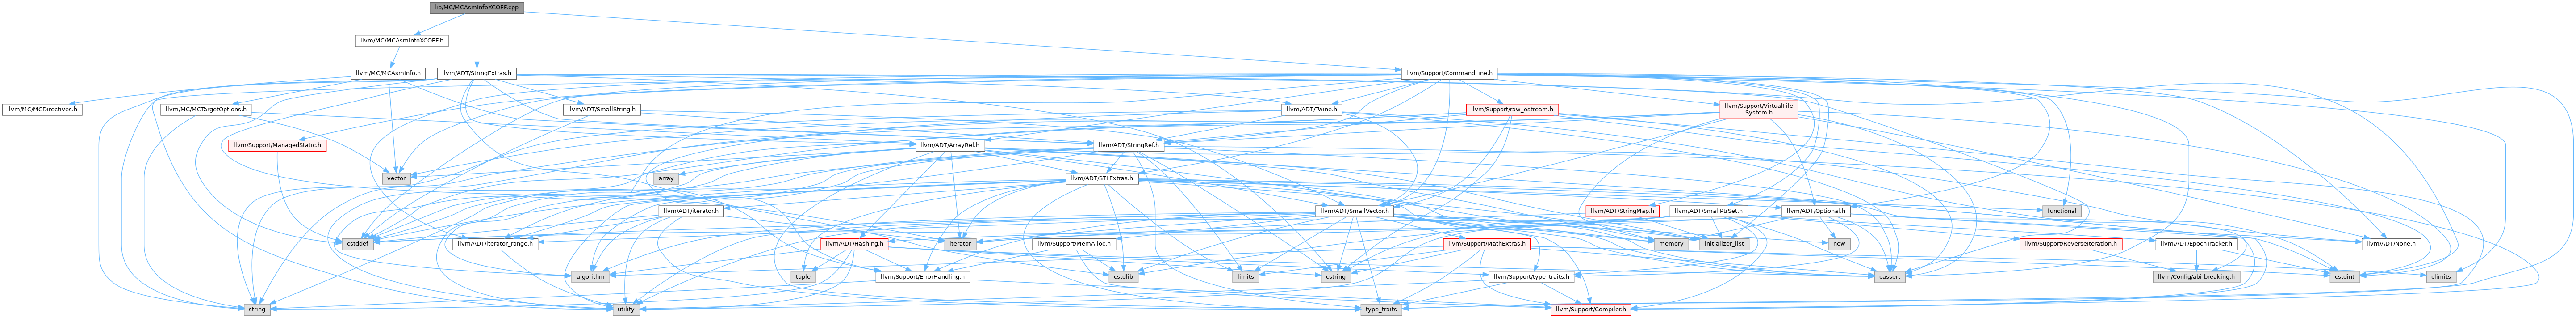 lib/MC/MCAsmInfoXCOFF.cpp
llvm/MC/MCAsmInfoXCOFF.h
llvm/MC/MCAsmInfo.h
llvm/ADT/StringExtras.h
llvm/Support/CommandLine.h
llvm/MC/MCDirectives.h
llvm/MC/MCTargetOptions.h
llvm/ADT/SmallString.h
llvm/ADT/Twine.h
llvm/Support/raw_ostream.h
llvm/Support/VirtualFile
System.h
llvm/Support/ManagedStatic.h
llvm/ADT/ArrayRef.h
llvm/ADT/StringRef.h
vector
array
llvm/ADT/STLExtras.h
llvm/ADT/iterator.h
llvm/ADT/SmallVector.h
llvm/ADT/StringMap.h
llvm/ADT/SmallPtrSet.h
llvm/ADT/Optional.h
functional
cstddef
llvm/ADT/iterator_range.h
llvm/ADT/Hashing.h
iterator
llvm/Support/MemAlloc.h
llvm/Support/MathExtras.h
memory
initializer_list
new
llvm/Support/ReverseIteration.h
llvm/ADT/EpochTracker.h
llvm/ADT/None.h
algorithm
tuple
llvm/Support/ErrorHandling.h
cstdlib
limits
cstring
llvm/Support/type_traits.h
cassert
llvm/Config/abi-breaking.h
cstdint
climits
string
utility
type_traits
llvm/Support/Compiler.h